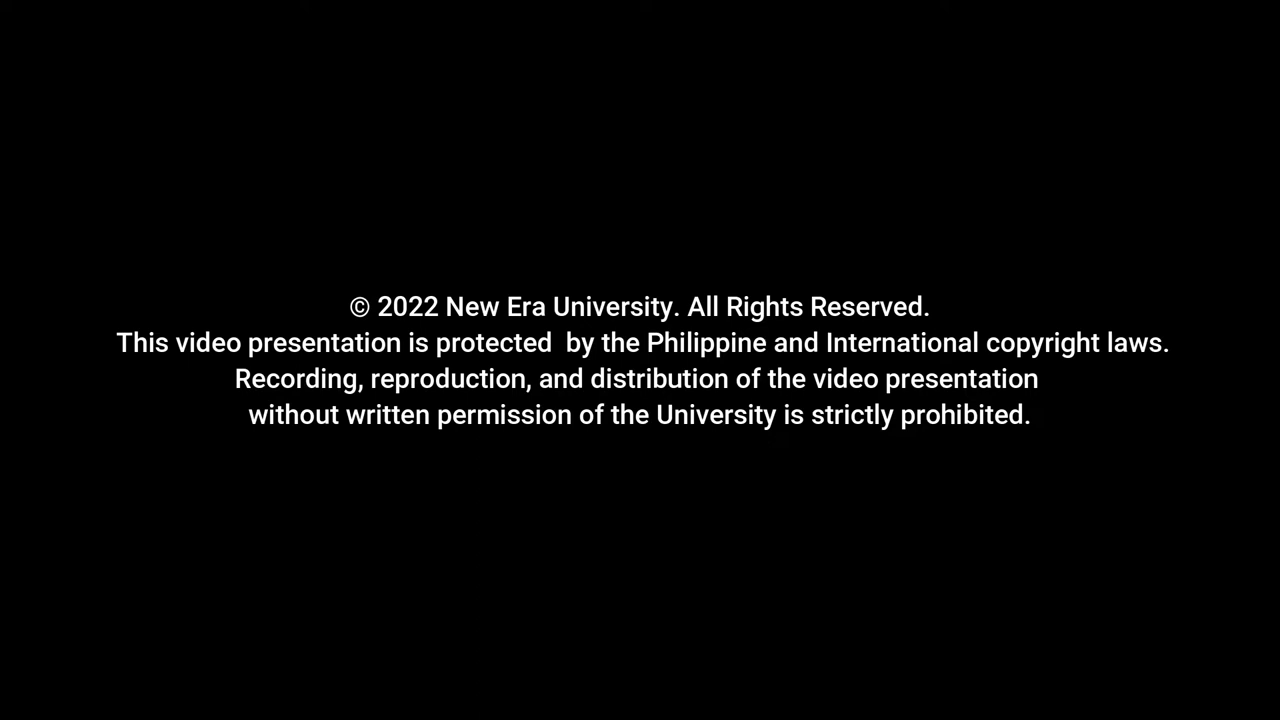 © 2022 New Era University. All Rights Reserved.
This video presentation is protected  by the Philippine and International copyright laws.
Recording, reproduction, and distribution of the video presentation
without written permission of the University is strictly prohibited.